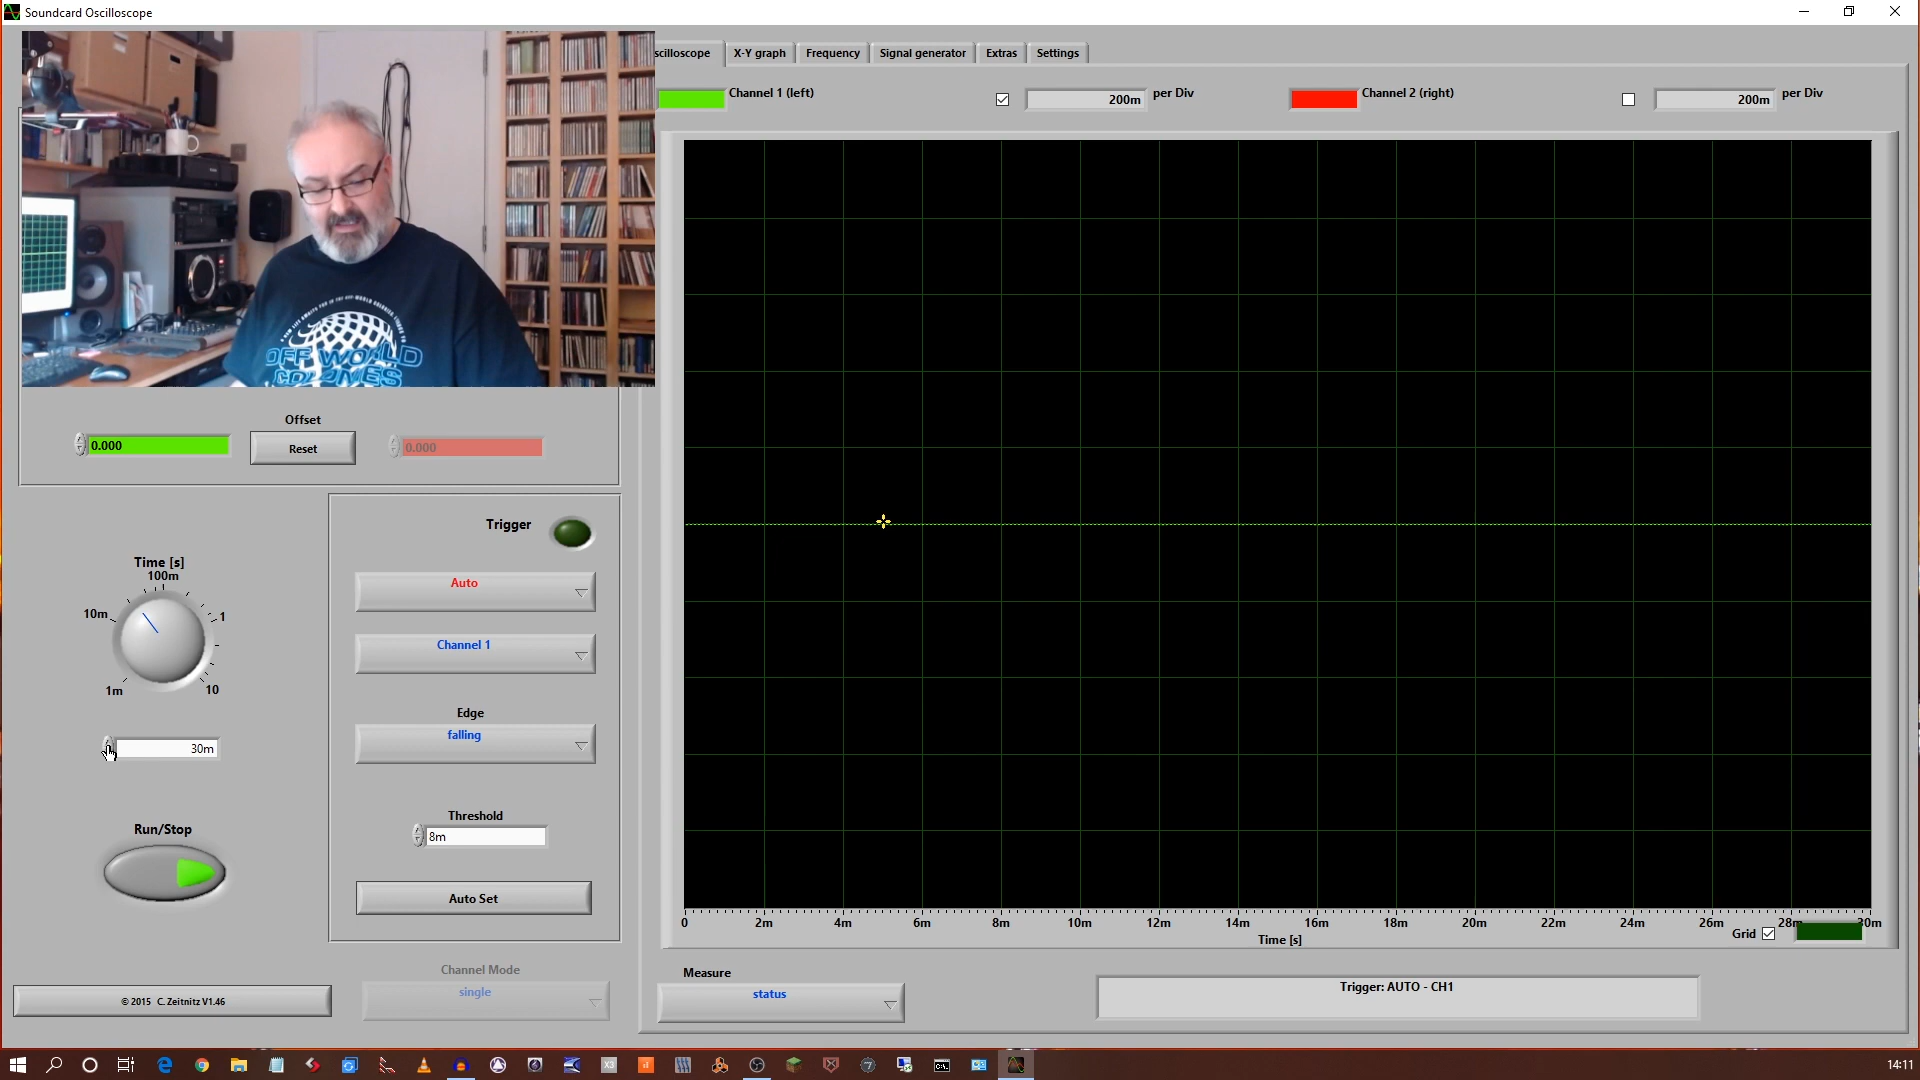 Soundcard Oscilloscope
scilloscope
X-Y graph
Frequency
Signal generator
Extras
Settings
Channel 1 (left)
200m
per Div
Channel 2 (right)
200m
per Div
OFF WORLD
COLONIES
Offset
0.000
Reset
0.000
Trigger
Time [s]
100m
10m
1
1m
10
Auto
Channel 1
Edge
falling
30m
Threshold
8m
Run/Stop
Auto Set
0 2m 4m 6m 8m 10m 12m 14m 16m 18m 20m 22m 24m 26m 28m 30m
Time [s]
Grid
Channel Mode
single
© 2015 C. Zeitnitz V1.46
Measure
status
Trigger: AUTO - CH1
14:11